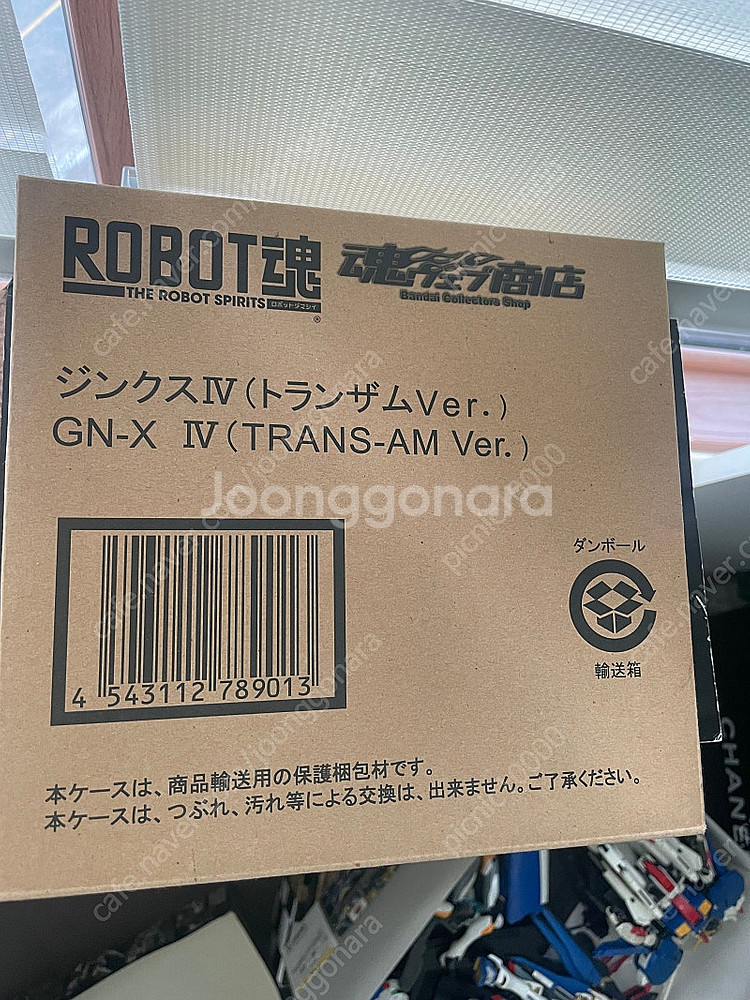 ROBOT魂
THE ROBOT SPIRITS ロボットダマシイ
®
魂ウェブ商店
Bandai Collectors Shop
ジンクスⅣ(トランザムVer.)
GN-X Ⅳ(TRANS-AM Ver.)
Joonggonara
ダンボール
輸送箱
4 543112 789013
本ケースは、商品輸送用の保護梱包材です。
本ケースは、つぶれ、汚れ等による交換は、出来ません。ご了承ください。
CHANE